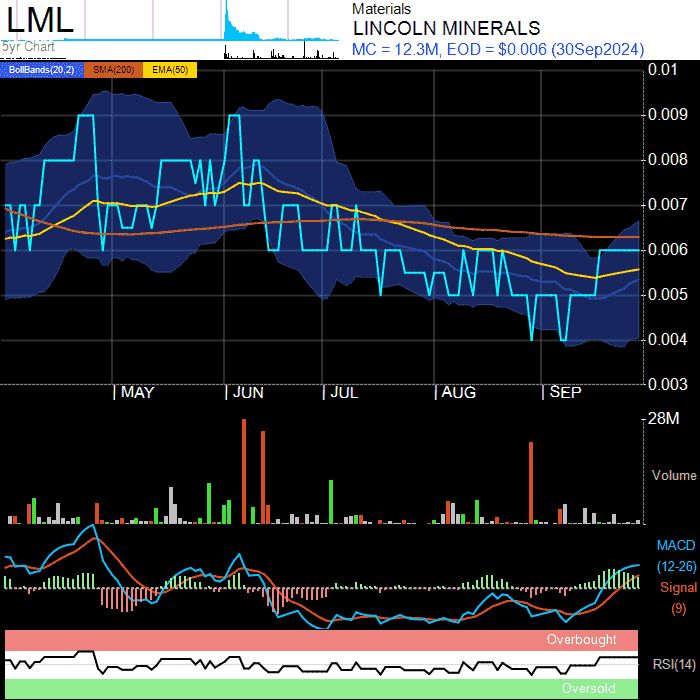 LML
5yr Chart
Materials
LINCOLN MINERALS
MC = 12.3M, EOD = $0.006 (30Sep2024)
BollBands(20,2) SMA(200) EMA(50)
0.01
0.009
0.008
0.007
0.006
0.005
0.004
0.003
MAY JUN JUL AUG SEP
28M
Volume
MACD
(12-26)
Signal
(9)
Overbought
RSI(14)
Oversold